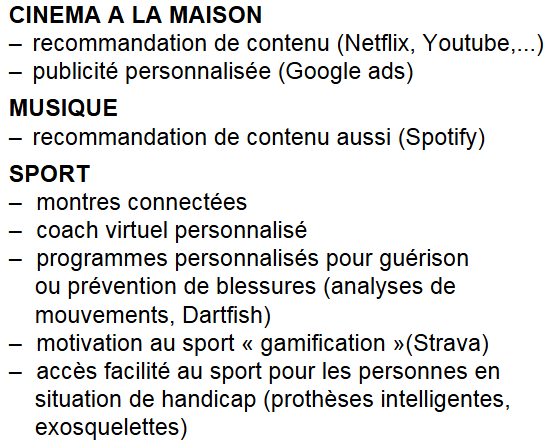 CINEMA A LA MAISON
– recommandation de contenu (Netflix, Youtube,...)
– publicité personnalisée (Google ads)
MUSIQUE
– recommandation de contenu aussi (Spotify)
SPORT
– montres connectées
– coach virtuel personnalisé
– programmes personnalisés pour guérison
ou prévention de blessures (analyses de
mouvements, Dartfish)
– motivation au sport « gamification »(Strava)
– accès facilité au sport pour les personnes en
situation de handicap (prothèses intelligentes,
exosquelettes)